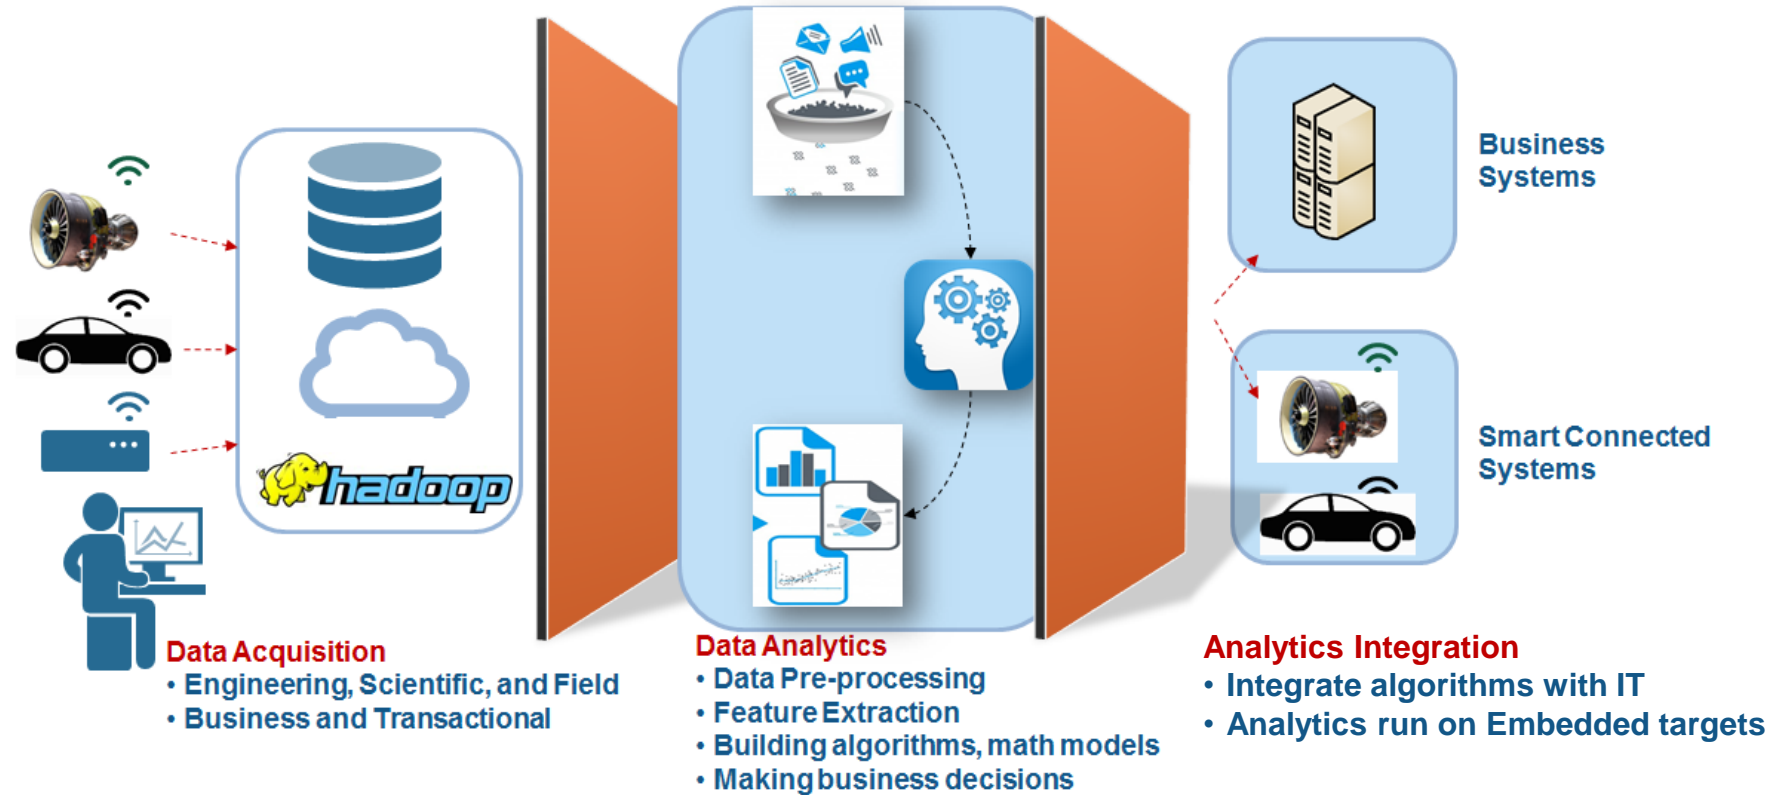 hadoop
Data Acquisition
• Engineering, Scientific, and Field
• Business and Transactional
Data Analytics
• Data Pre-processing
• Feature Extraction
• Building algorithms, math models
• Making business decisions
Business
Systems
Smart Connected
Systems
Analytics Integration
• Integrate algorithms with IT
• Analytics run on Embedded targets